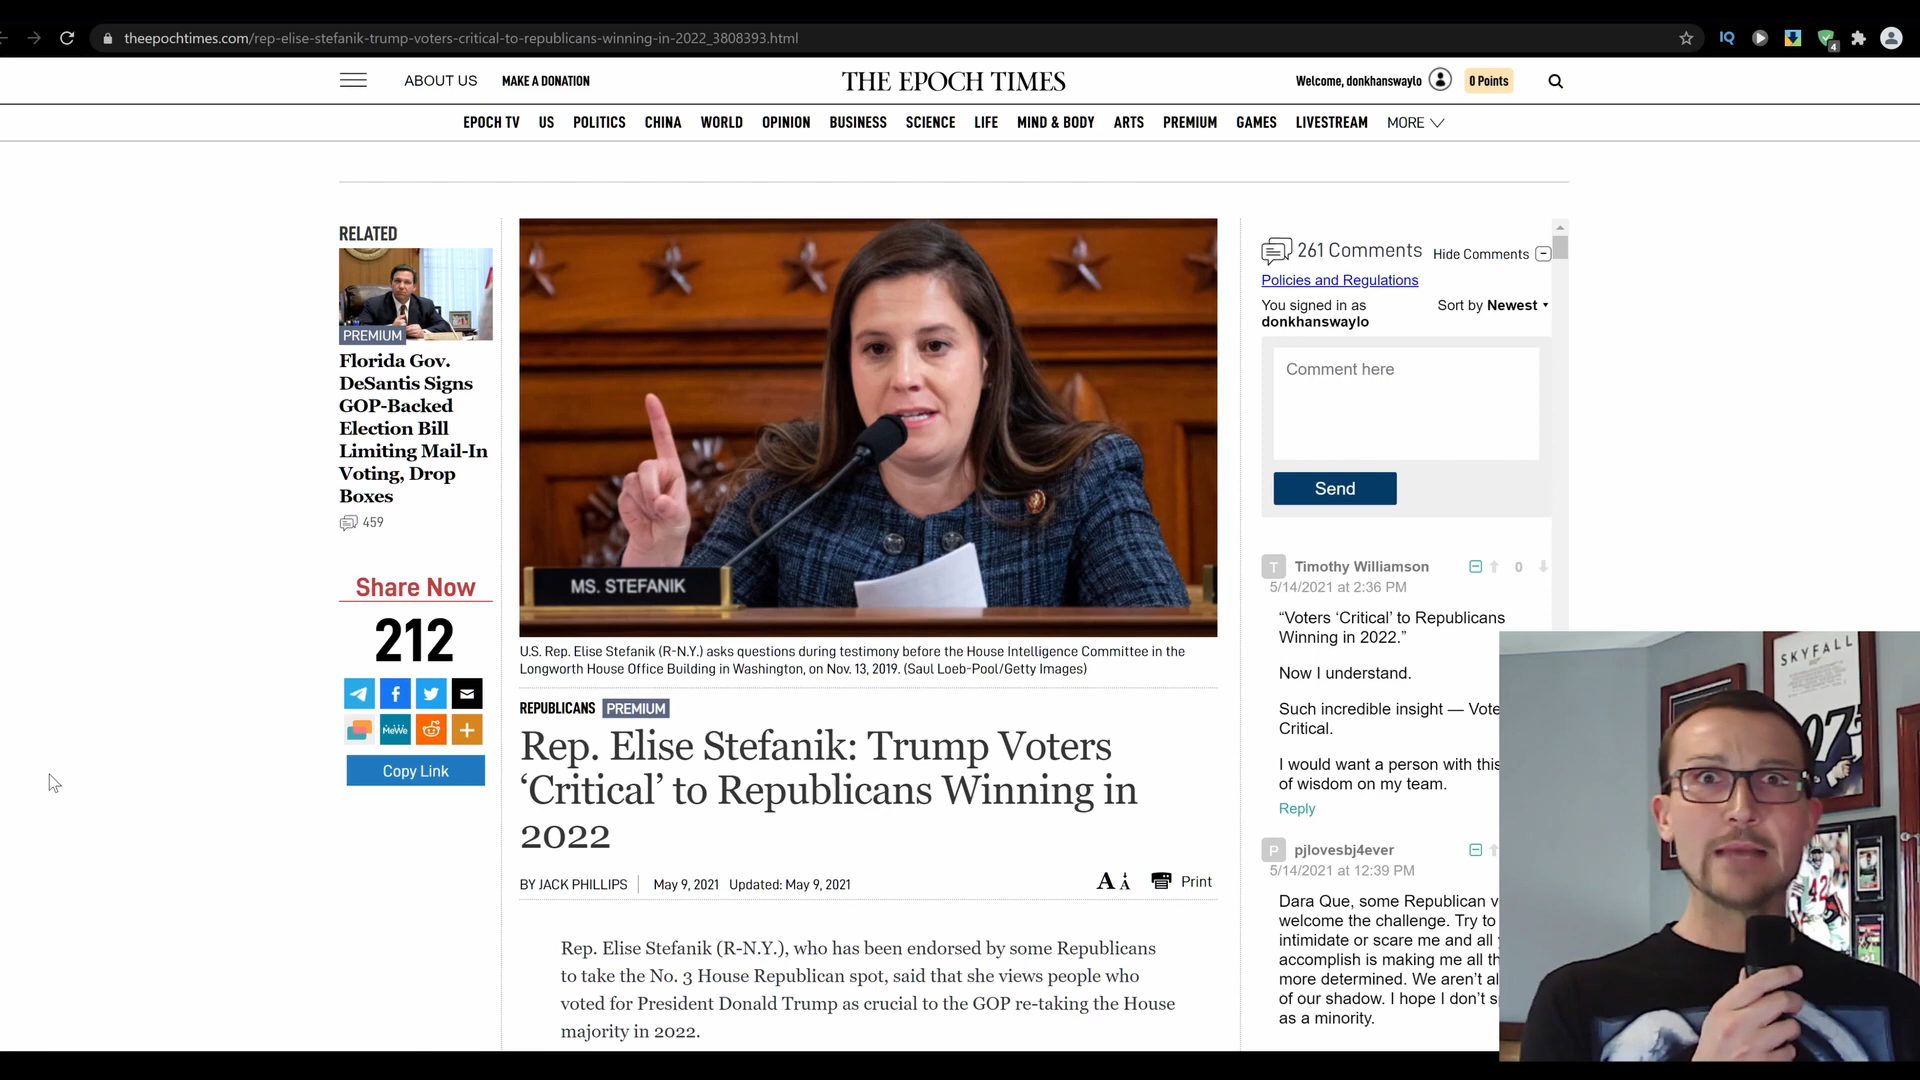 theepochtimes.com/rep-elise-stefanik-trump-voters-critical-to-republicans-winning-in-2022_3808393.html
IQ
4
ABOUT US
MAKE A DONATION
THE EPOCH TIMES
Welcome, donkhanswaylo
0 Points
EPOCH TV US POLITICS CHINA WORLD OPINION BUSINESS SCIENCE LIFE MIND & BODY ARTS PREMIUM GAMES LIVESTREAM MORE
RELATED
PREMIUM
Florida Gov.
DeSantis Signs
GOP-Backed
Election Bill
Limiting Mail-In
Voting, Drop
Boxes
459
Share Now
212
MeWe
Copy Link
MS. STEFANIK
U.S. Rep. Elise Stefanik (R-N.Y.) asks questions during testimony before the House Intelligence Committee in the
Longworth House Office Building in Washington, on Nov. 13, 2019. (Saul Loeb-Pool/Getty Images)
REPUBLICANS PREMIUM
Rep. Elise Stefanik: Trump Voters
‘Critical’ to Republicans Winning in
2022
BY JACK PHILLIPS May 9, 2021 Updated: May 9, 2021
A A Print
Rep. Elise Stefanik (R-N.Y.), who has been endorsed by some Republicans
to take the No. 3 House Republican spot, said that she views people who
voted for President Donald Trump as crucial to the GOP re-taking the House
majority in 2022.
261 Comments Hide Comments
Policies and Regulations
You signed in as
donkhanswaylo
Sort by Newest
Comment here
Send
T Timothy Williamson 0
5/14/2021 at 2:36 PM
“Voters ‘Critical’ to Republicans
Winning in 2022.”
Now I understand.
Such incredible insight — Vote
Critical.
I would want a person with this
of wisdom on my team.
Reply
P pjlovesbj4ever
5/14/2021 at 12:39 PM
Dara Que, some Republican v
welcome the challenge. Try to
intimidate or scare me and all
accomplish is making me all th
more determined. We aren't al
of our shadow. I hope I don't s
as a minority.
SKYFALL
007
42